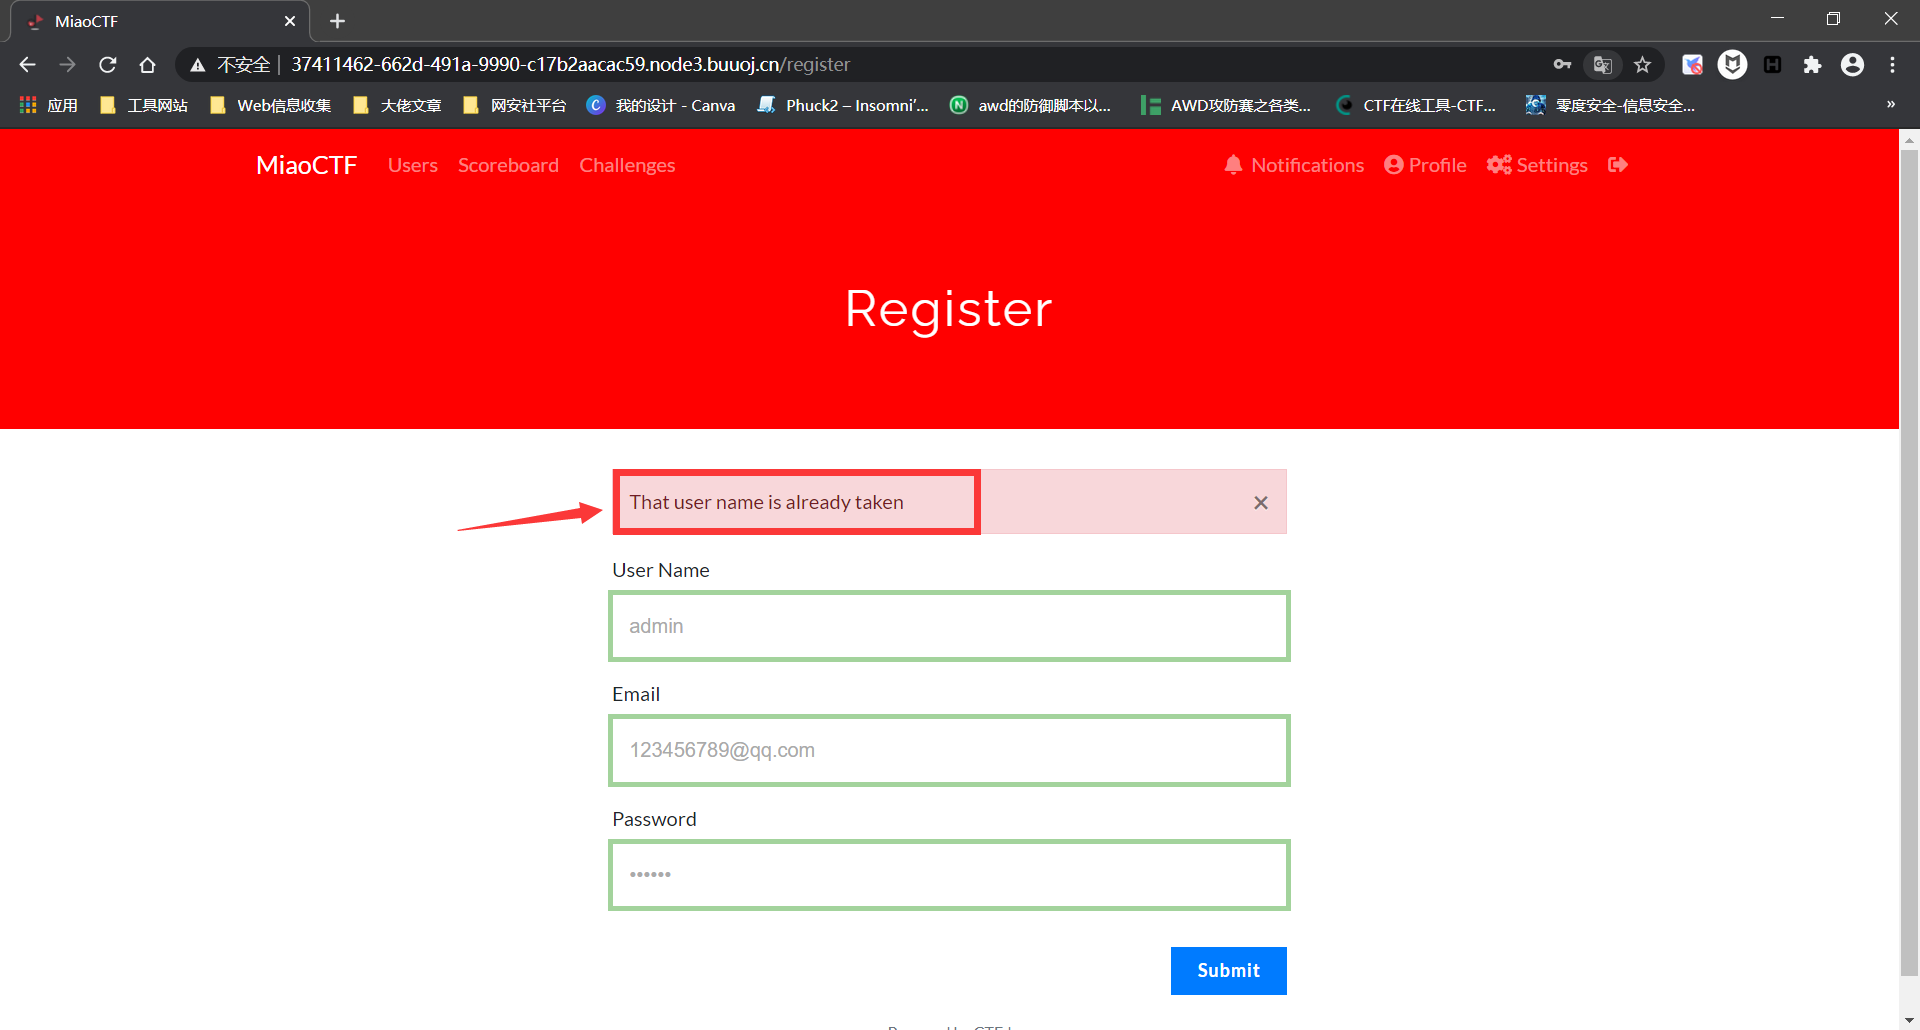 MiaoCTF
不安全 37411462-662d-491a-9990-c17b2aacac59.node3.buuoj.cn/register
应用 工具网站 Web信息收集 大佬文章 网安社平台 我的设计 - Canva Phuck2 – Insomni'... awd的防御脚本以... AWD攻防赛之各类... CTF在线工具-CTF... 零度安全-信息安全... »
MiaoCTF Users Scoreboard Challenges Notifications Profile Settings
Register
That user name is already taken
User Name
admin
Email
123456789@qq.com
Password
••••••
Submit